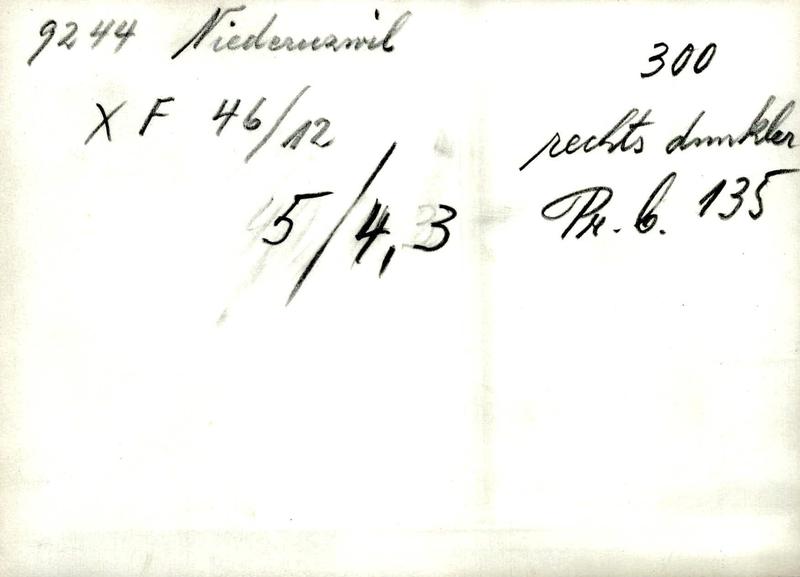 9244 Niederuzwil
X F 46/12
5/4,3
300
rechts dunkler
Pr. b. 135